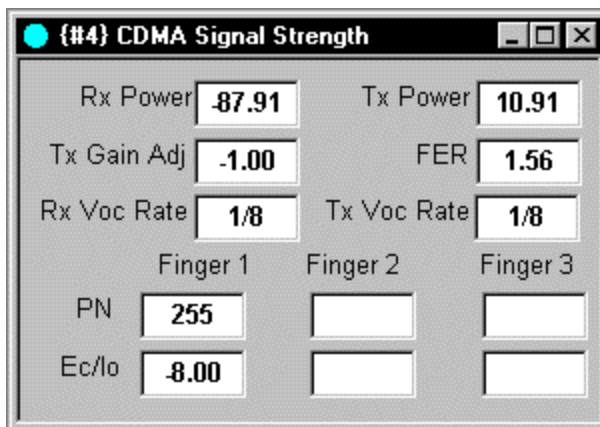 {#4} CDMA Signal Strength
Rx Power -87.91 Tx Power 10.91
Tx Gain Adj -1.00 FER 1.56
Rx Voc Rate 1/8 Tx Voc Rate 1/8
Finger 1 Finger 2 Finger 3
PN 255
Ec/Io -8.00